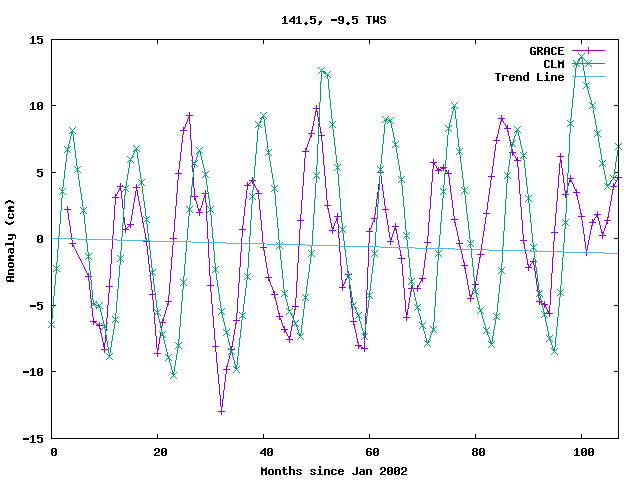 141.5, -9.5 TWS
GRACE
CLM
Trend Line
15
10
5
0
-5
-10
-15
Anomaly (cm)
0 20 40 60 80 100
Months since Jan 2002